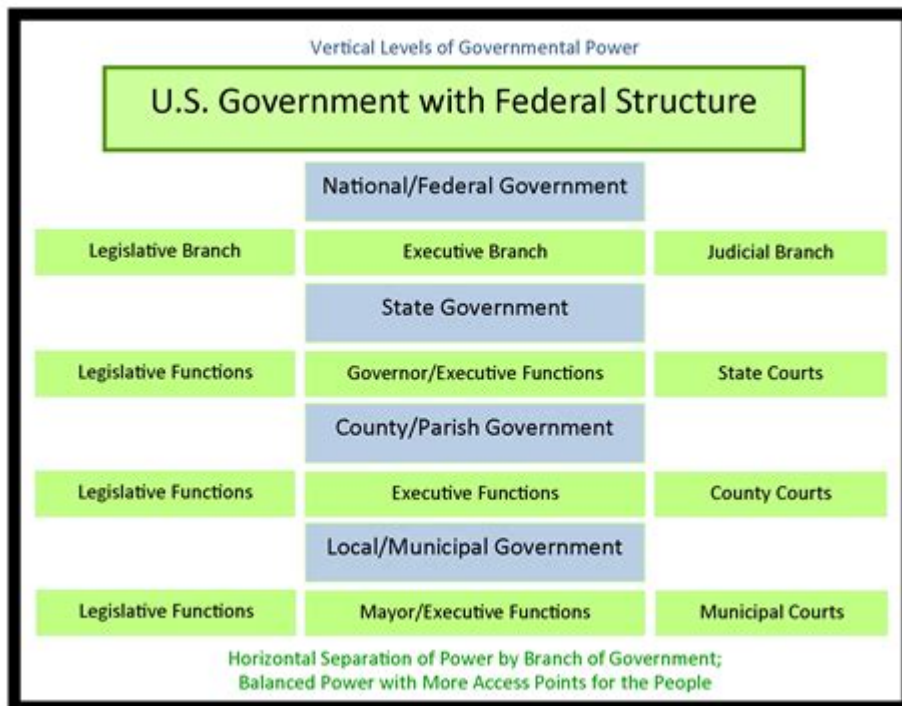 Vertical Levels of Governmental Power
U.S. Government with Federal Structure
National/Federal Government
Legislative Branch
Executive Branch
Judicial Branch
State Government
Legislative Functions
Governor/Executive Functions
State Courts
County/Parish Government
Legislative Functions
Executive Functions
County Courts
Local/Municipal Government
Legislative Functions
Mayor/Executive Functions
Municipal Courts
Horizontal Separation of Power by Branch of Government;
Balanced Power with More Access Points for the People